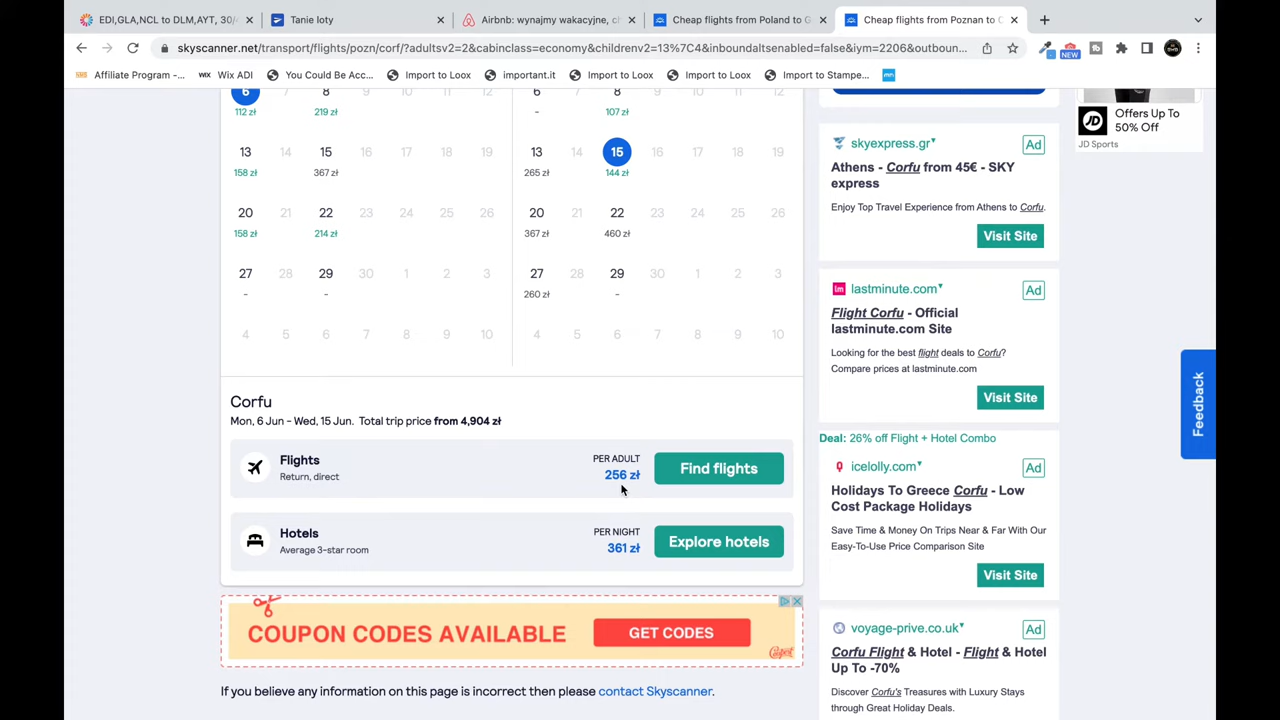 EDI,GLA,NCL to DLM,AYT, 30/
Tanie loty
Airbnb: wynajmy wakacyjne, c
Cheap flights from Poland to G
Cheap flights from Poznan to C
skyscanner.net/transport/flights/pozn/corf/?adultsv2=2&cabinclass=economy&childrenv2=13%7C4&inboundaltsenabled=false&iym=2206&outboun...
NEW
Affiliate Program -...
WIX Wix ADI
You Could Be Acc...
Import to Loox
important.it
Import to Loox
Import to Loox
Import to Stampe...
6 7 8 9 10 11 12
112 zł 219 zł
13 14 15 16 17 18 19
158 zł 367 zł
20 21 22 23 24 25 26
158 zł 214 zł
27 28 29 30 1 2 3
- -
4 5 6 7 8 9 10
6 7 8 9 10 11 12
- 107 zł
13 14 15 16 17 18 19
265 zł 144 zł
20 21 22 23 24 25 26
367 zł 460 zł
27 28 29 30 1 2 3
260 zł -
4 5 6 7 8 9 10
Corfu
Mon, 6 Jun – Wed, 15 Jun. Total trip price from 4,904 zł
Flights
Return, direct
PER ADULT
256 zł
Find flights
Hotels
Average 3-star room
PER NIGHT
361 zł
Explore hotels
COUPON CODES AVAILABLE
GET CODES
If you believe any information on this page is incorrect then please contact Skyscanner.
skyexpress.gr
Ad
Athens - Corfu from 45€ - SKY
express
Enjoy Top Travel Experience from Athens to Corfu.
Visit Site
lm lastminute.com
Ad
Flight Corfu - Official
lastminute.com Site
Looking for the best flight deals to Corfu?
Compare prices at lastminute.com
Visit Site
Deal: 26% off Flight + Hotel Combo
icelolly.com
Ad
Holidays To Greece Corfu - Low
Cost Package Holidays
Save Time & Money On Trips Near & Far With Our
Easy-To-Use Price Comparison Site
Visit Site
voyage-prive.co.uk
Ad
Corfu Flight & Hotel - Flight & Hotel
Up To -70%
Discover Corfu's Treasures with Luxury Stays
through Great Holiday Deals.
JD
Offers Up To
50% Off
JD Sports
Feedback